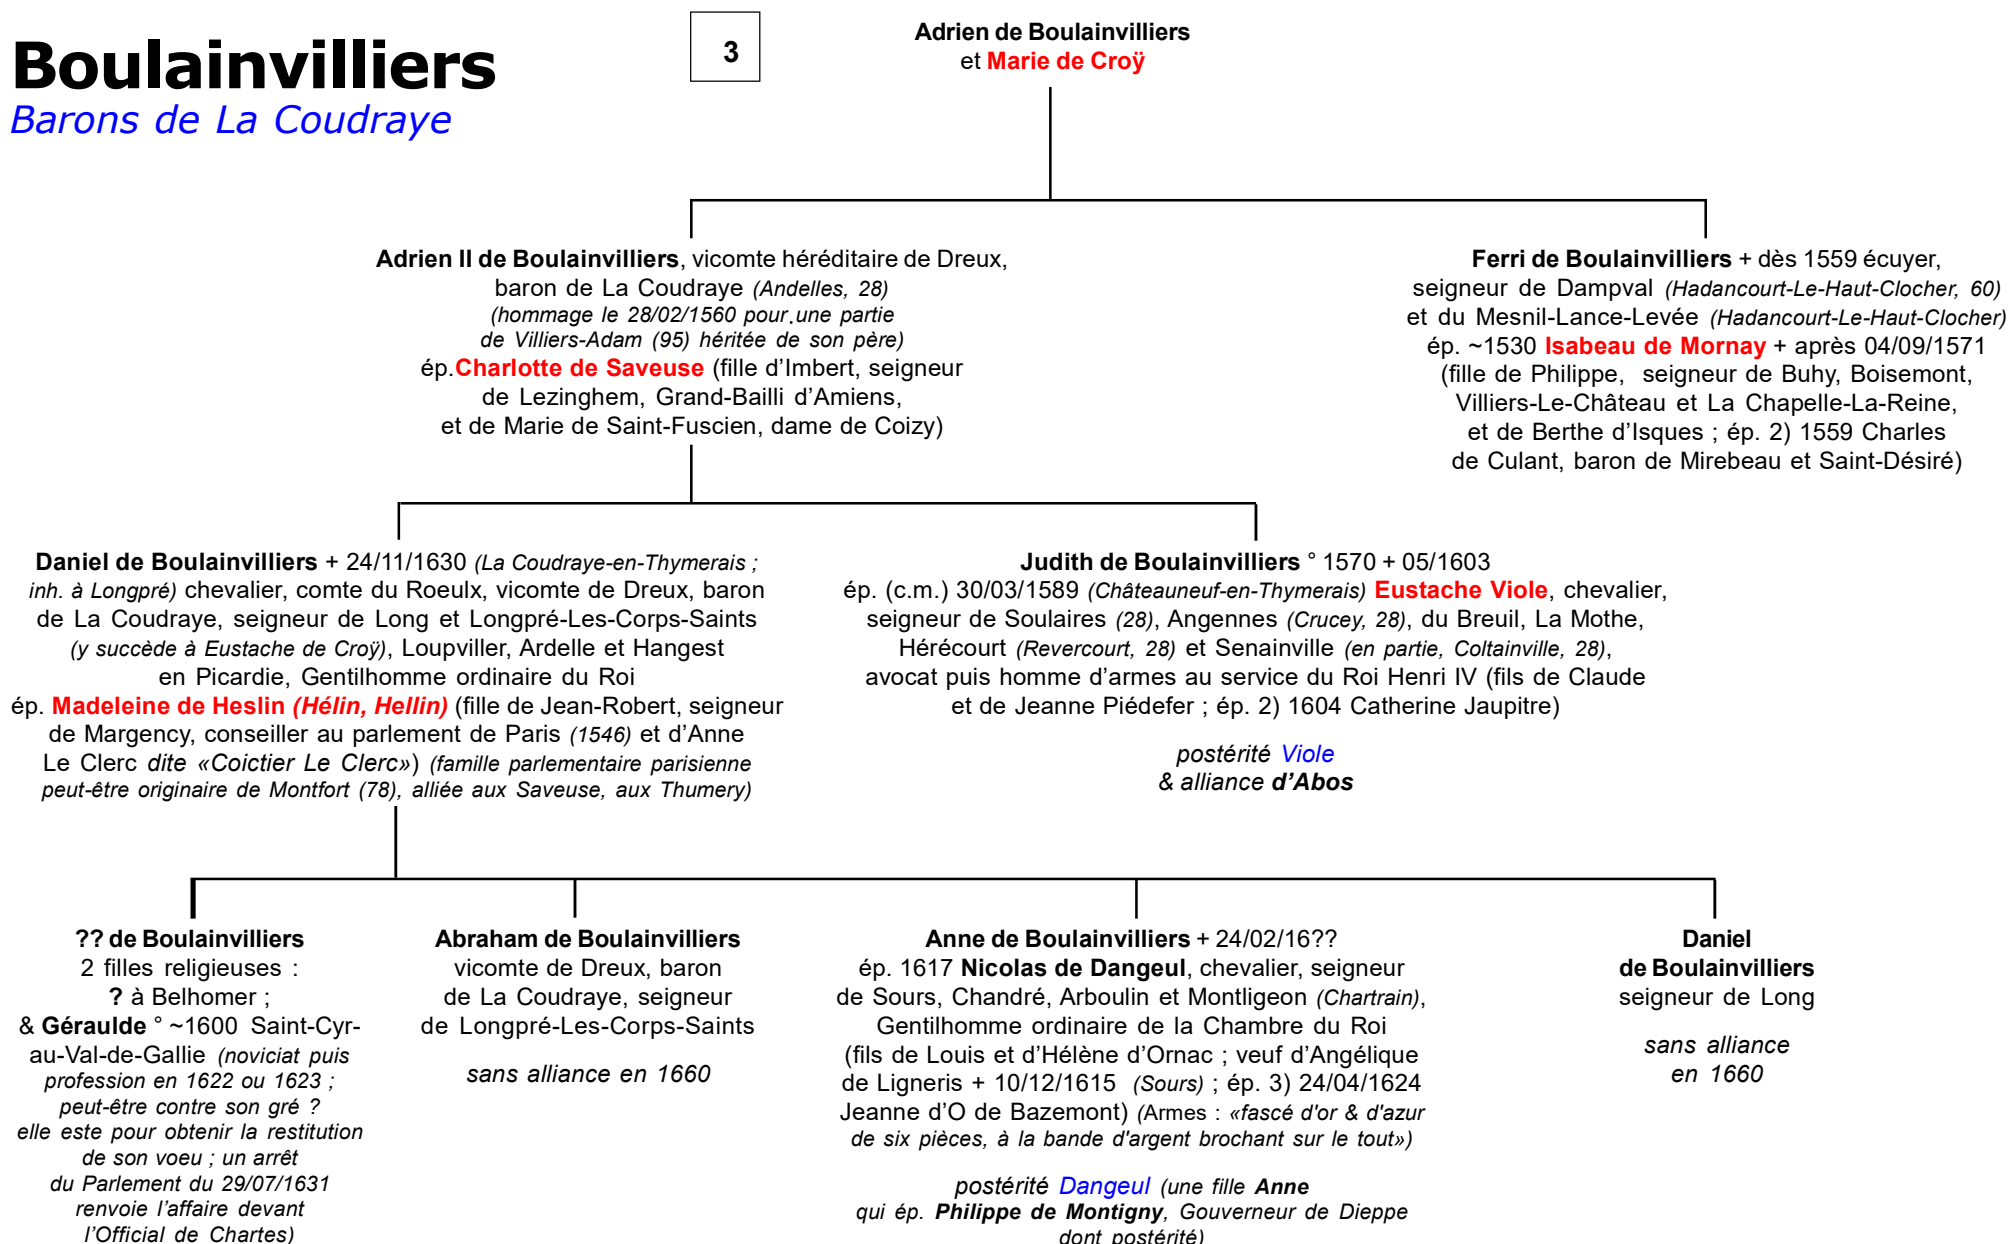 Boulainvilliers
Barons de La Coudraye
3
Adrien de Boulainvilliers
et Marie de Croÿ
Adrien II de Boulainvilliers, vicomte héréditaire de Dreux,
baron de La Coudraye (Andelles, 28)
(hommage le 28/02/1560 pour une partie
de Villiers-Adam (95) héritée de son père)
ép.Charlotte de Saveuse (fille d'Imbert, seigneur
de Lezinghem, Grand-Bailli d'Amiens,
et de Marie de Saint-Fuscien, dame de Coizy)
Ferri de Boulainvilliers + dès 1559 écuyer,
seigneur de Dampval (Hadancourt-Le-Haut-Clocher, 60)
et du Mesnil-Lance-Levée (Hadancourt-Le-Haut-Clocher)
ép. ~1530 Isabeau de Mornay + après 04/09/1571
(fille de Philippe, seigneur de Buhy, Boisemont,
Villiers-Le-Château et La Chapelle-La-Reine,
et de Berthe d'Isques ; ép. 2) 1559 Charles
de Culant, baron de Mirebeau et Saint-Désiré)
Daniel de Boulainvilliers + 24/11/1630 (La Coudraye-en-Thymerais ;
inh. à Longpré) chevalier, comte du Roeulx, vicomte de Dreux, baron
de La Coudraye, seigneur de Long et Longpré-Les-Corps-Saints
(y succède à Eustache de Croÿ), Loupviller, Ardelle et Hangest
en Picardie, Gentilhomme ordinaire du Roi
ép. Madeleine de Heslin (Hélin, Hellin) (fille de Jean-Robert, seigneur
de Margency, conseiller au parlement de Paris (1546) et d'Anne
Le Clerc dite «Coictier Le Clerc») (famille parlementaire parisienne
peut-être originaire de Montfort (78), alliée aux Saveuse, aux Thumery)
Judith de Boulainvilliers ° 1570 + 05/1603
ép. (c.m.) 30/03/1589 (Châteauneuf-en-Thymerais) Eustache Viole, chevalier,
seigneur de Soulaires (28), Angennes (Crucey, 28), du Breuil, La Mothe,
Hérécourt (Revercourt, 28) et Senainville (en partie, Coltainville, 28),
avocat puis homme d'armes au service du Roi Henri IV (fils de Claude
et de Jeanne Piédefer ; ép. 2) 1604 Catherine Jaupitre)
postérité Viole
& alliance d'Abos
?? de Boulainvilliers
2 filles religieuses :
? à Belhomer ;
& Géraulde ° ~1600 Saint-Cyr-
au-Val-de-Gallie (noviciat puis
profession en 1622 ou 1623 ;
peut-être contre son gré ?
elle este pour obtenir la restitution
de son voeu ; un arrêt
du Parlement du 29/07/1631
renvoie l'affaire devant
l'Official de Chartes)
Abraham de Boulainvilliers
vicomte de Dreux, baron
de La Coudraye, seigneur
de Longpré-Les-Corps-Saints
sans alliance en 1660
Anne de Boulainvilliers + 24/02/16??
ép. 1617 Nicolas de Dangeul, chevalier, seigneur
de Sours, Chandré, Arboulin et Montligeon (Chartrain),
Gentilhomme ordinaire de la Chambre du Roi
(fils de Louis et d'Hélène d'Ornac ; veuf d'Angélique
de Ligneris + 10/12/1615 (Sours) ; ép. 3) 24/04/1624
Jeanne d'O de Bazemont) (Armes : «fascé d'or & d'azur
de six pièces, à la bande d'argent brochant sur le tout»)
postérité Dangeul (une fille Anne
qui ép. Philippe de Montigny, Gouverneur de Dieppe
dont postérité)
Daniel
de Boulainvilliers
seigneur de Long
sans alliance
en 1660